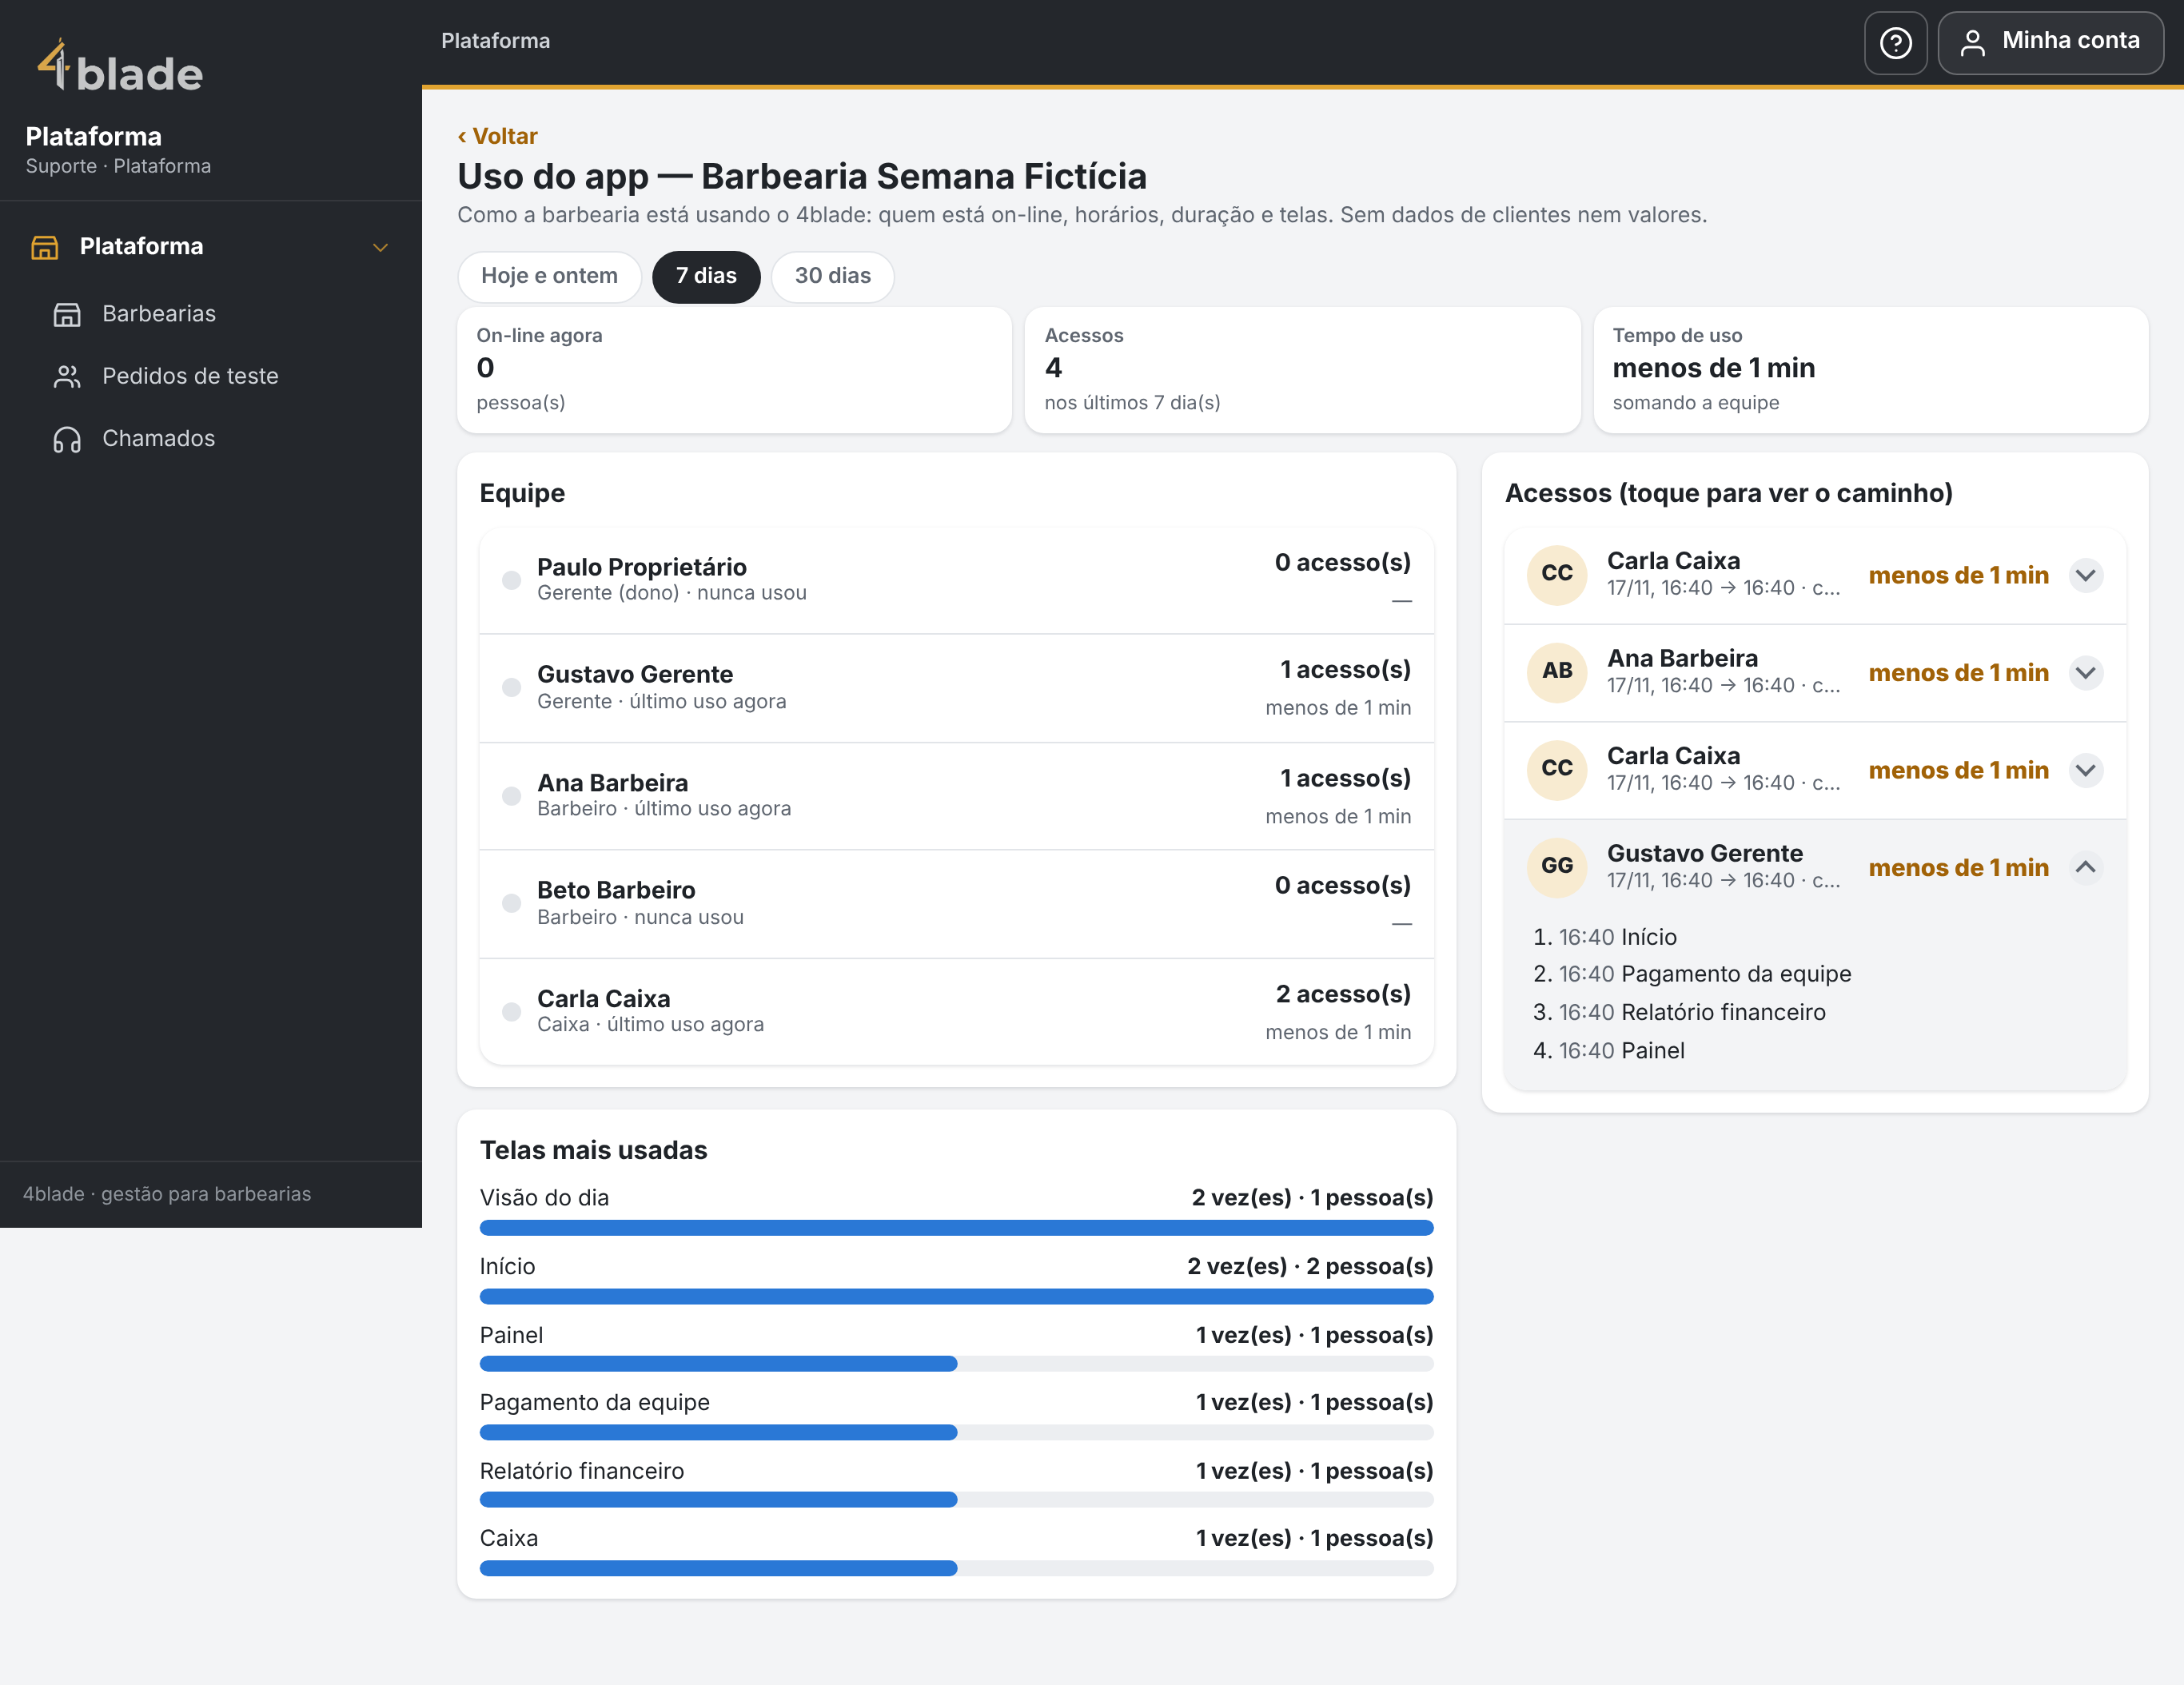 4blade
Plataforma
Suporte · Plataforma
Plataforma
Barbearias
Pedidos de teste
Chamados
4blade · gestão para barbearias
Plataforma
Minha conta
‹ Voltar
Uso do app — Barbearia Semana Fictícia
Como a barbearia está usando o 4blade: quem está on-line, horários, duração e telas. Sem dados de clientes nem valores.
Hoje e ontem
7 dias
30 dias
On-line agora
0
pessoa(s)
Acessos
4
nos últimos 7 dia(s)
Tempo de uso
menos de 1 min
somando a equipe
Equipe
Paulo Proprietário
Gerente (dono) · nunca usou
0 acesso(s)
—
Gustavo Gerente
Gerente · último uso agora
1 acesso(s)
menos de 1 min
Ana Barbeira
Barbeiro · último uso agora
1 acesso(s)
menos de 1 min
Beto Barbeiro
Barbeiro · nunca usou
0 acesso(s)
—
Carla Caixa
Caixa · último uso agora
2 acesso(s)
menos de 1 min
Telas mais usadas
Visão do dia 2 vez(es) · 1 pessoa(s)
Início 2 vez(es) · 2 pessoa(s)
Painel 1 vez(es) · 1 pessoa(s)
Pagamento da equipe 1 vez(es) · 1 pessoa(s)
Relatório financeiro 1 vez(es) · 1 pessoa(s)
Caixa 1 vez(es) · 1 pessoa(s)
Acessos (toque para ver o caminho)
CC
Carla Caixa
17/11, 16:40 → 16:40 · c...
menos de 1 min
AB
Ana Barbeira
17/11, 16:40 → 16:40 · c...
menos de 1 min
CC
Carla Caixa
17/11, 16:40 → 16:40 · c...
menos de 1 min
GG
Gustavo Gerente
17/11, 16:40 → 16:40 · c...
menos de 1 min
1. 16:40 Início
2. 16:40 Pagamento da equipe
3. 16:40 Relatório financeiro
4. 16:40 Painel